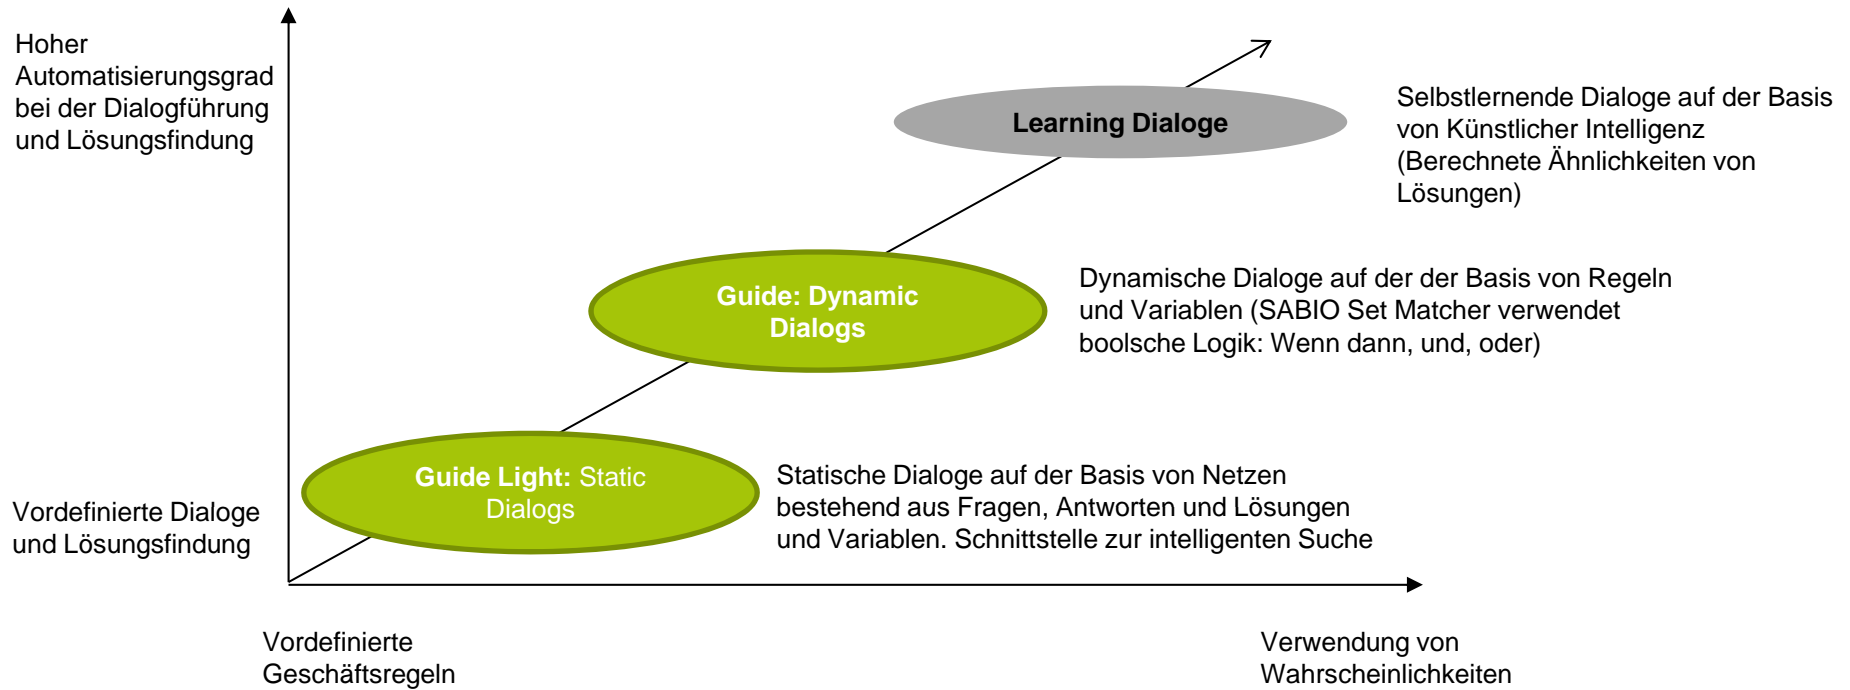 Hoher
Automatisierungsgrad
bei der Dialogführung
und Lösungsfindung
Learning Dialoge
Selbstlernende Dialoge auf der Basis
von Künstlicher Intelligenz
(Berechnete Ähnlichkeiten von
Lösungen)
Guide: Dynamic
Dialogs
Dynamische Dialoge auf der der Basis von Regeln
und Variablen (SABIO Set Matcher verwendet
boolsche Logik: Wenn dann, und, oder)
Guide Light: Static
Dialogs
Statische Dialoge auf der Basis von Netzen
bestehend aus Fragen, Antworten und Lösungen
und Variablen. Schnittstelle zur intelligenten Suche
Vordefinierte Dialoge
und Lösungsfindung
Vordefinierte
Geschäftsregeln
Verwendung von
Wahrscheinlichkeiten